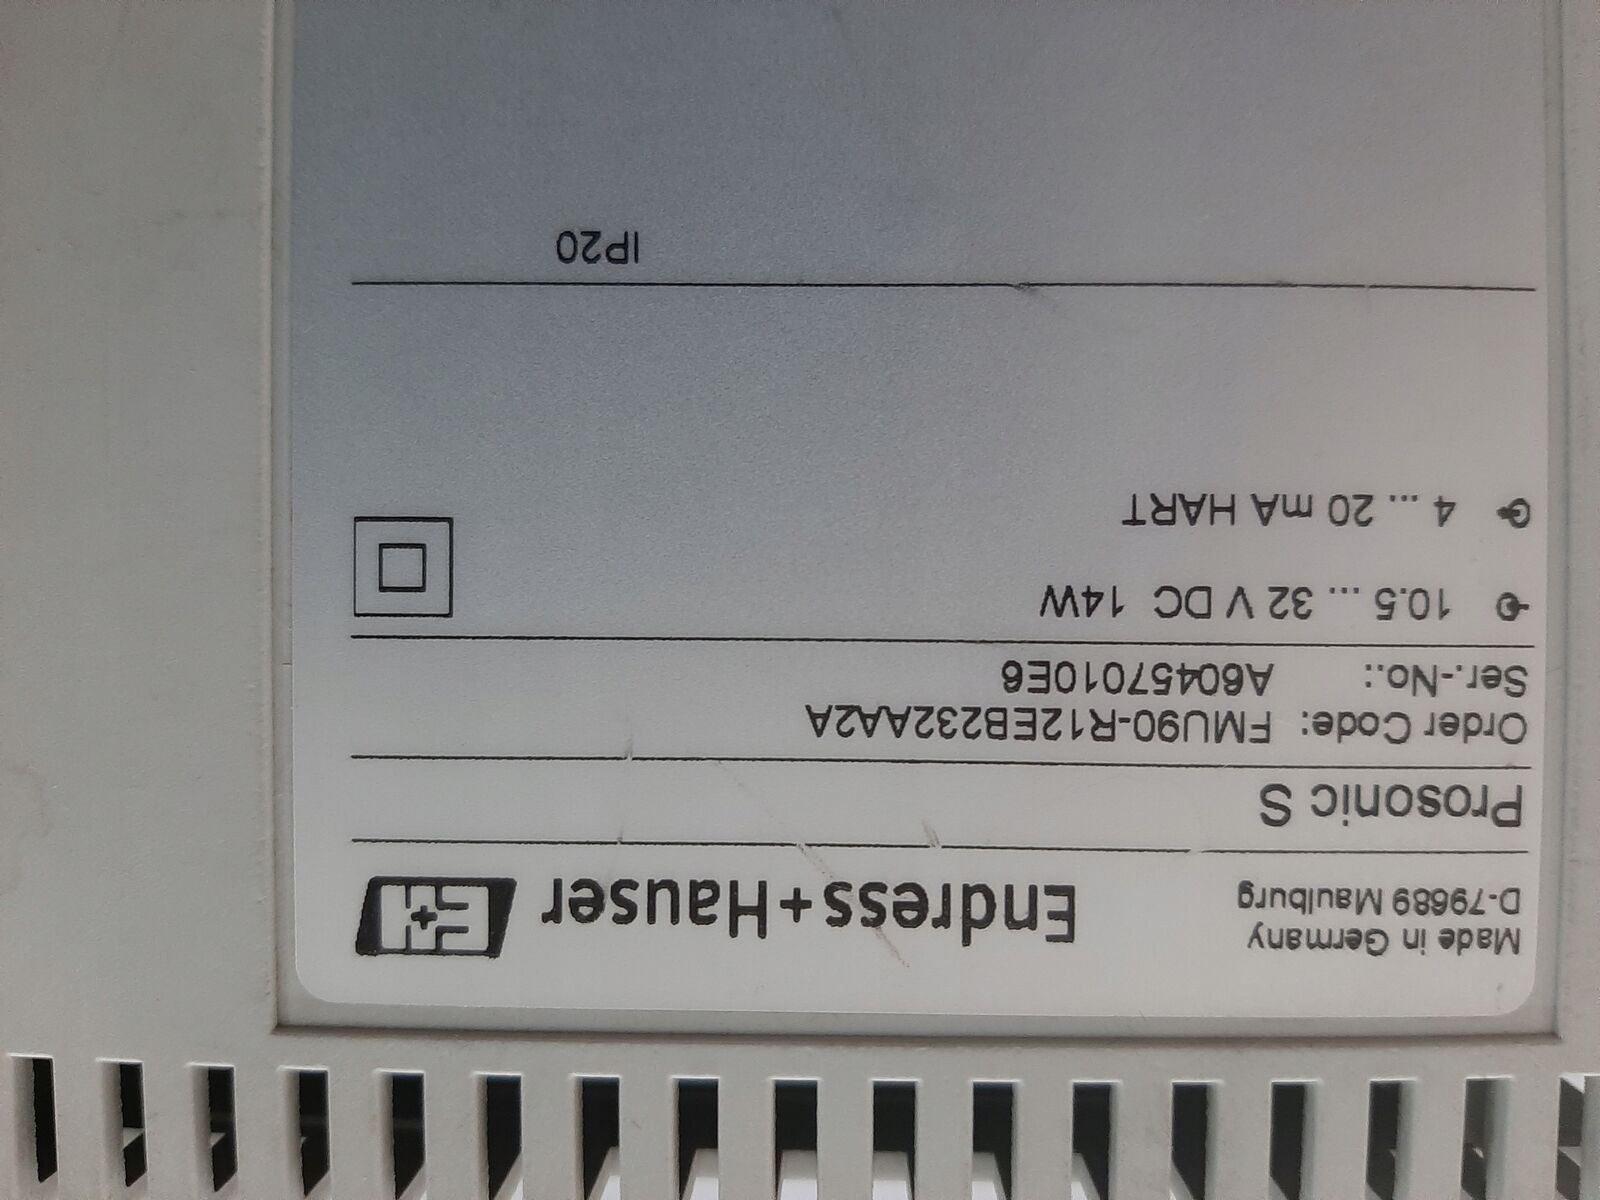 Made in Germany
D-79689 Maulburg
Endress+Hauser
E+H
Prosonic S
Order Code: FMU90-R12EB232AA2A
Ser.-No.: A60457010E6
10.5 ... 32 V DC 14W
4 ... 20 mA HART
IP20